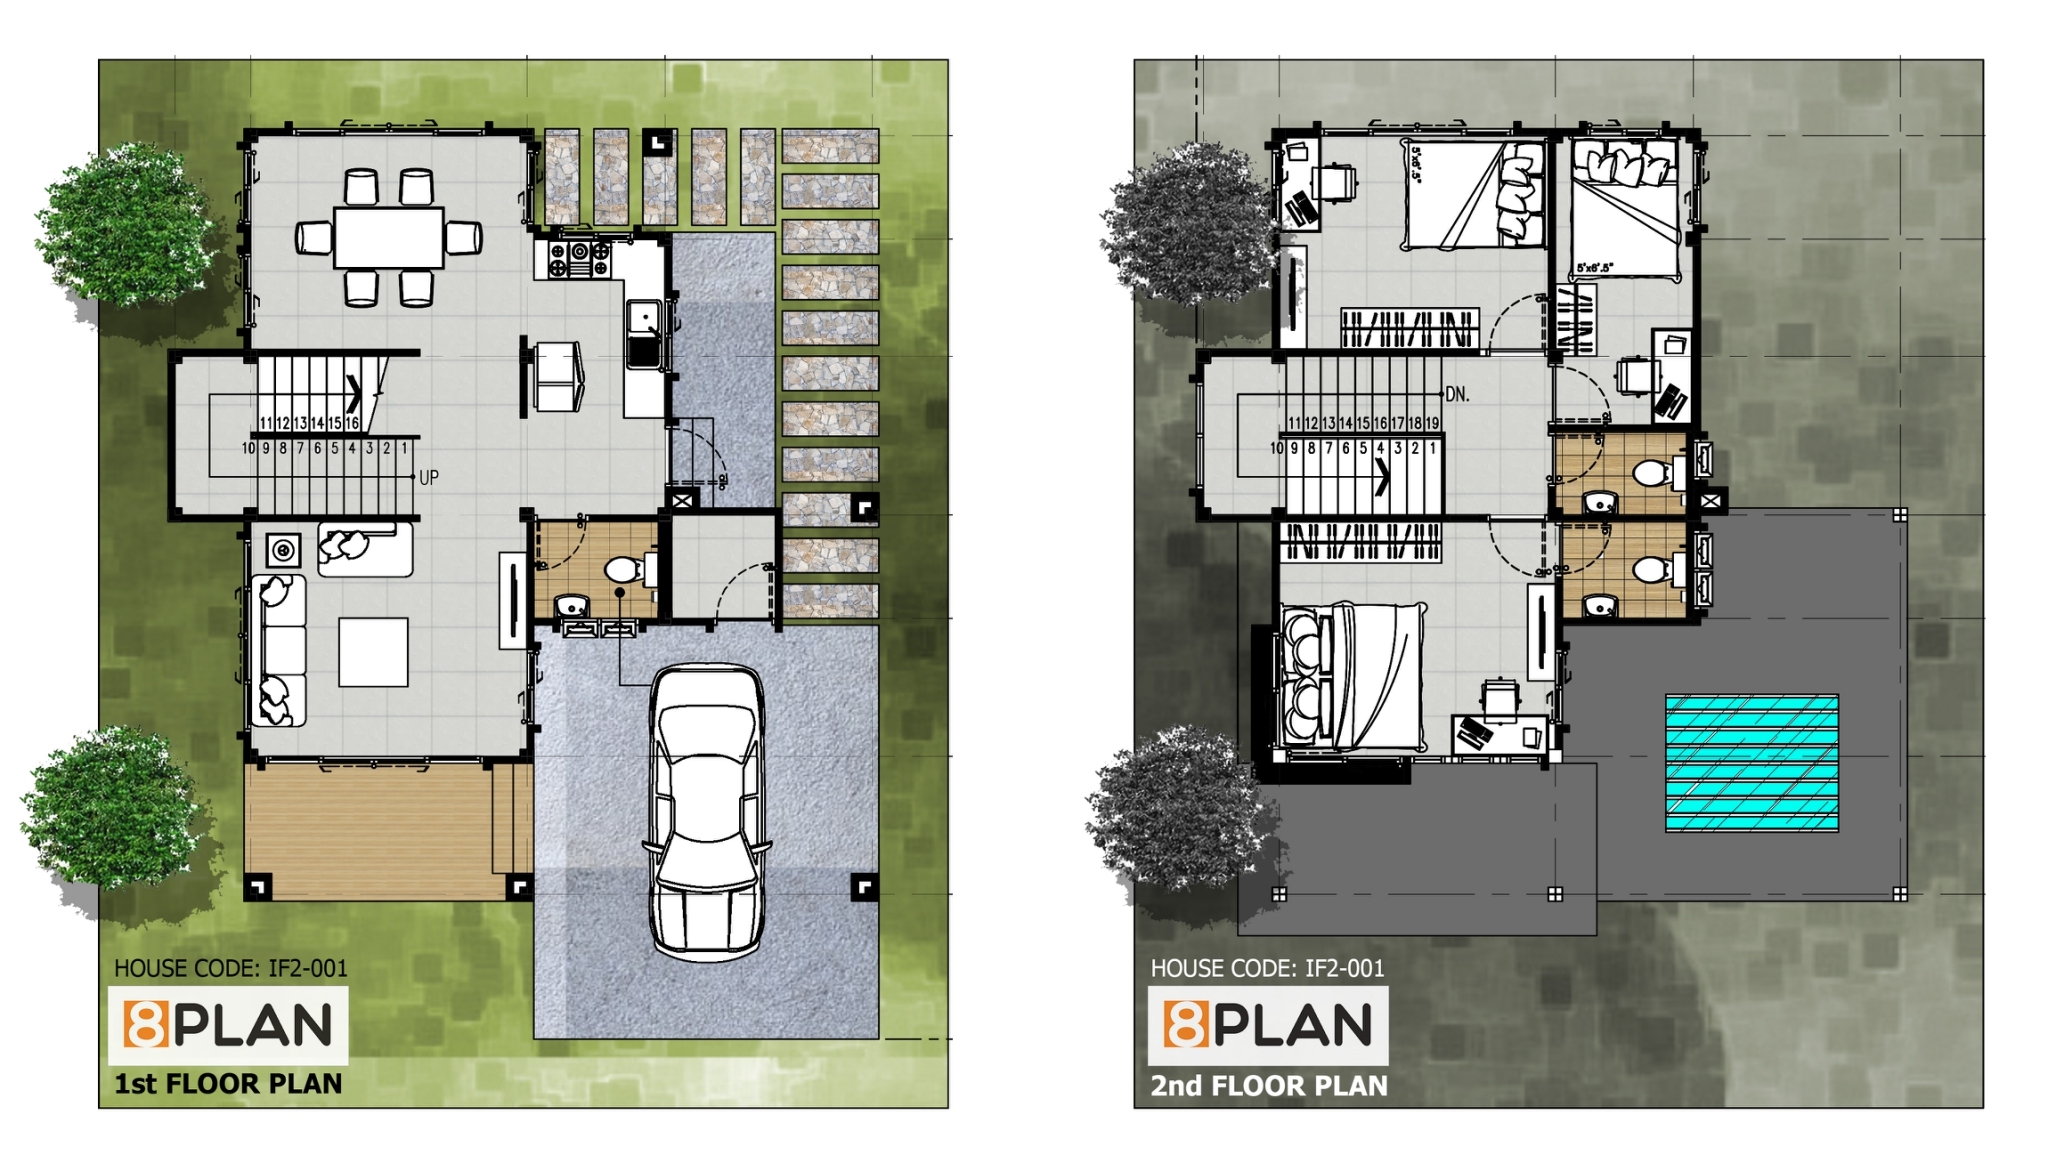 11 12 13 14 15 16
10 9 8 7 6 5 4 3 2 1
UP
HOUSE CODE: IF2-001
8PLAN
1st FLOOR PLAN
5'x6'.5"
5'x6'.5"
DN.
11 12 13 14 15 16 17 18 19
10 9 8 7 6 5 4 3 2 1
HOUSE CODE: IF2-001
8PLAN
2nd FLOOR PLAN